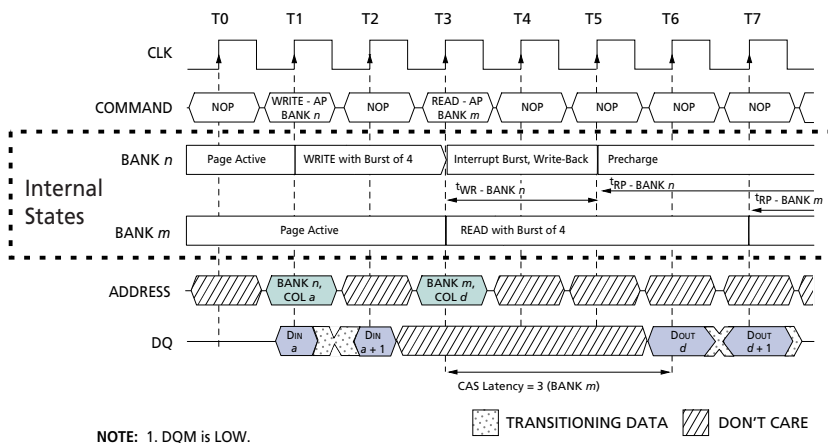 T0 T1 T2 T3 T4 T5 T6 T7
CLK
COMMAND NOP WRITE - AP BANK n NOP READ - AP BANK m NOP NOP NOP NOP
Internal States
BANK n Page Active WRITE with Burst of 4 Interrupt Burst, Write-Back Precharge
tWR - BANK n tRP - BANK n
tRP - BANK m
BANK m Page Active READ with Burst of 4
ADDRESS BANK n, COL a BANK m, COL d
DQ DIN a DIN a + 1 DOUT d DOUT d + 1
CAS Latency = 3 (BANK m)
TRANSITIONING DATA DON'T CARE
NOTE: 1. DQM is LOW.